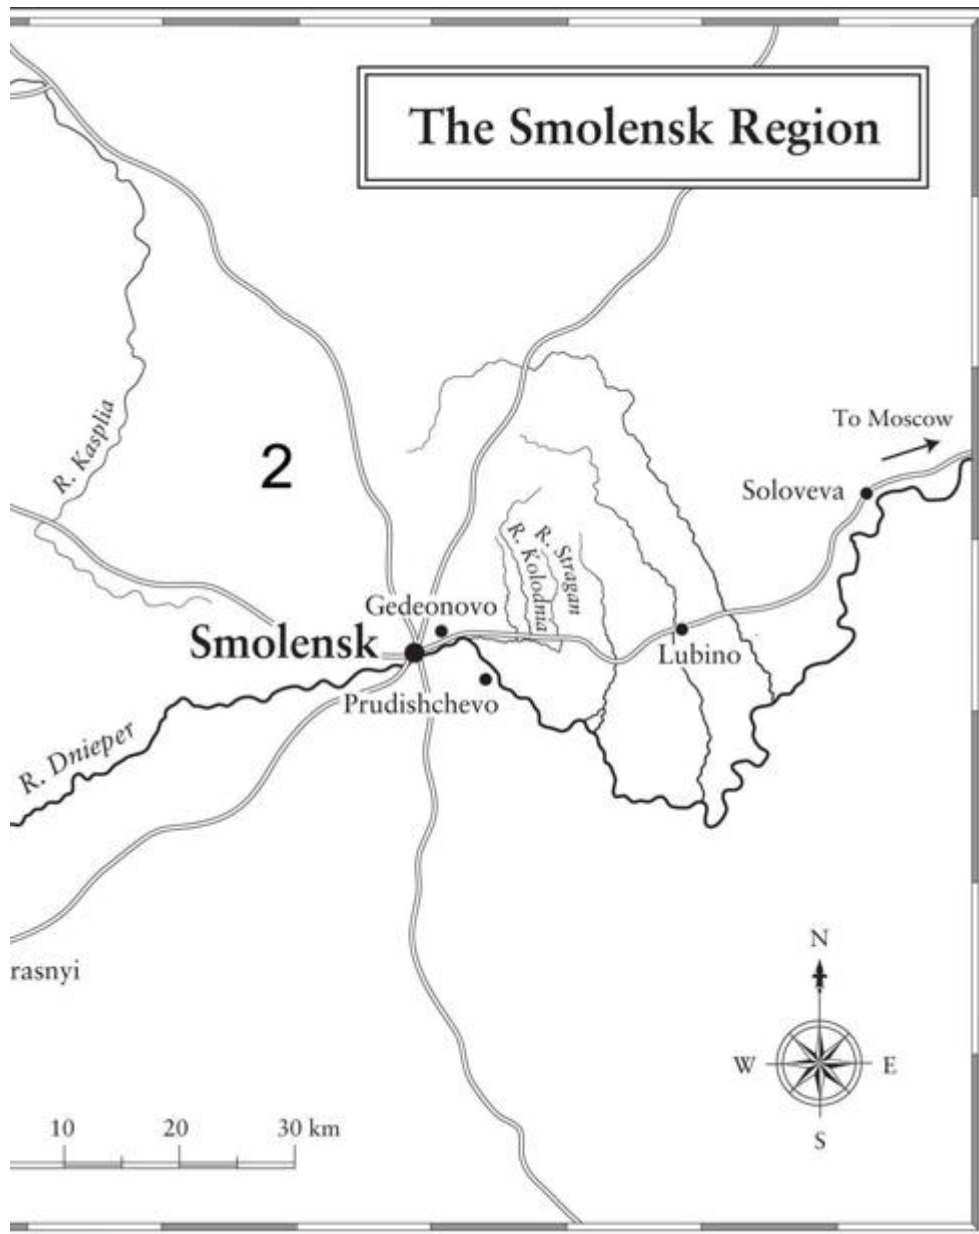 The Smolensk Region
R. Kasplia
2
To Moscow
Soloveva
R. Stragan
R. Kolodnia
Gedeonovo
Smolensk
Lubino
Prudishchevo
R. Dnieper
rasnyi
N
W
E
S
10 20 30 km